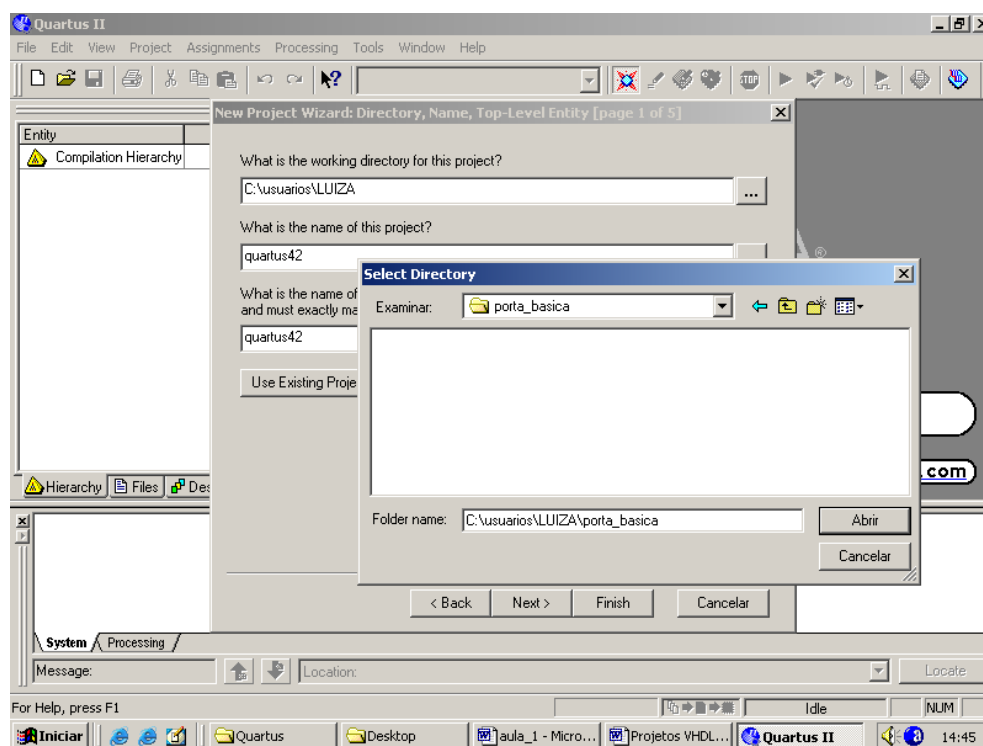 Quartus II
File Edit View Project Assignments Processing Tools Window Help
New Project Wizard: Directory, Name, Top-Level Entity [page 1 of 5]
Entity
Compilation Hierarchy
What is the working directory for this project?
C:\usuarios\LUIZA
...
What is the name of this project?
quartus42
What is the name of
and must exactly ma
quartus42
Use Existing Proje
Select Directory
Examinar:
porta_basica
Folder name:
C:\usuarios\LUIZA\porta_basica
Abrir
Cancelar
.com
®
Hierarchy Files Des
< Back Next > Finish Cancelar
System Processing
Message:
Location:
Locate
For Help, press F1
Idle
NUM
Iniciar Quartus Desktop aula_1 - Micro... Projetos VHDL... Quartus II 14:45